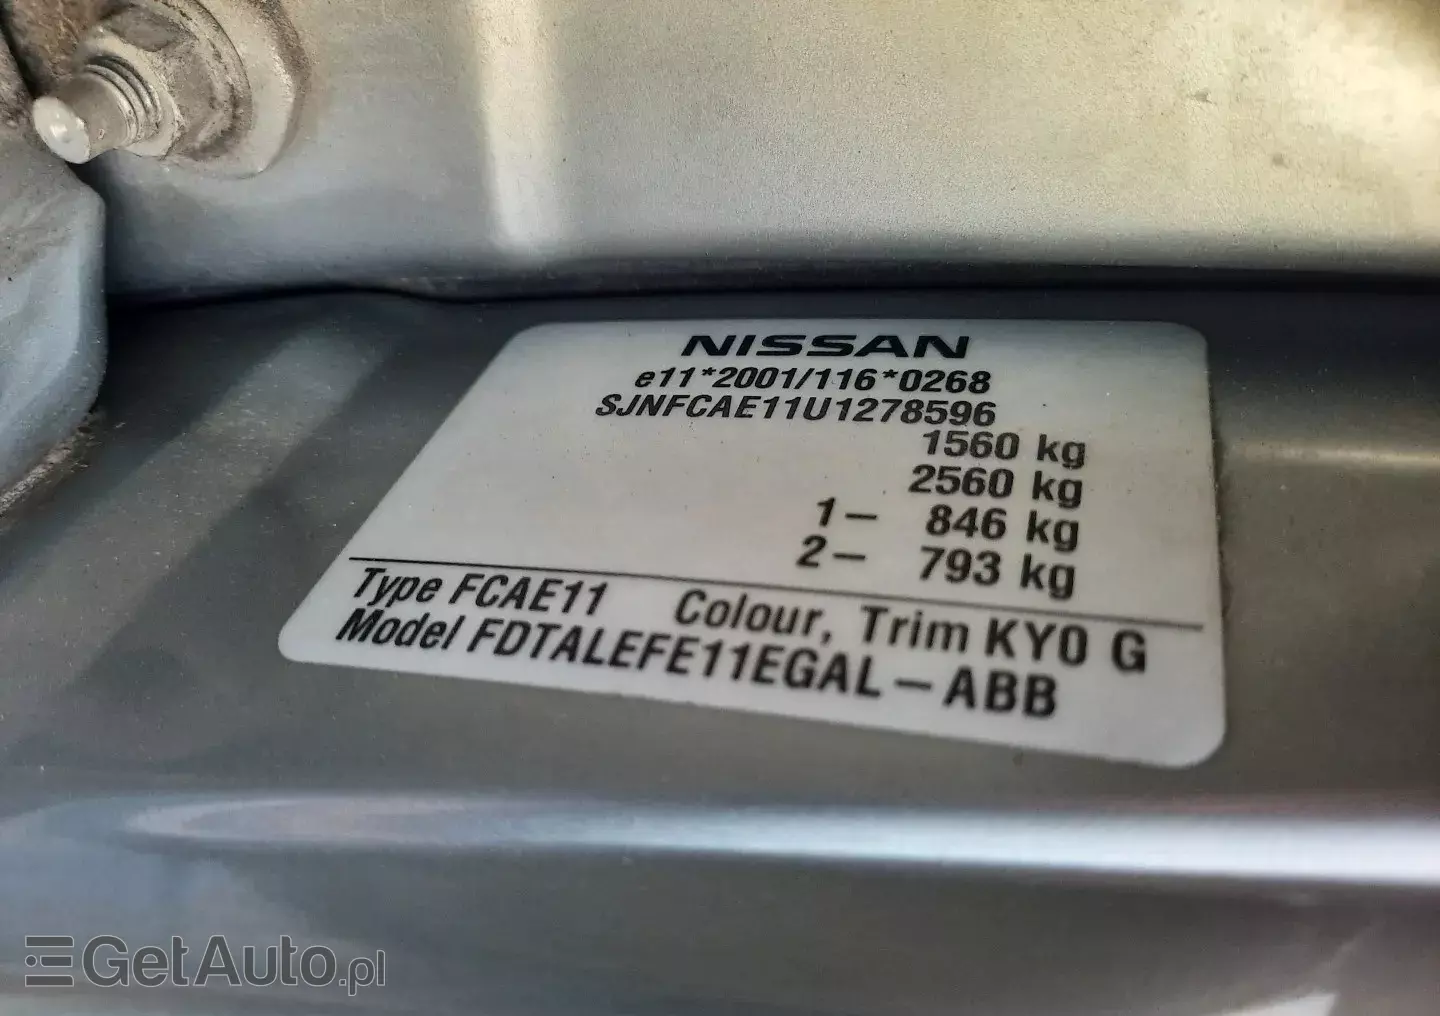 NISSAN
e11*2001/116*0268
SJNFCAE11U1278596
1560 kg
2560 kg
1- 846 kg
2- 793 kg
Type FCAE11 Colour, Trim KY0 G
Model FDTALEFE11EGAL-ABB
GetAuto.pl